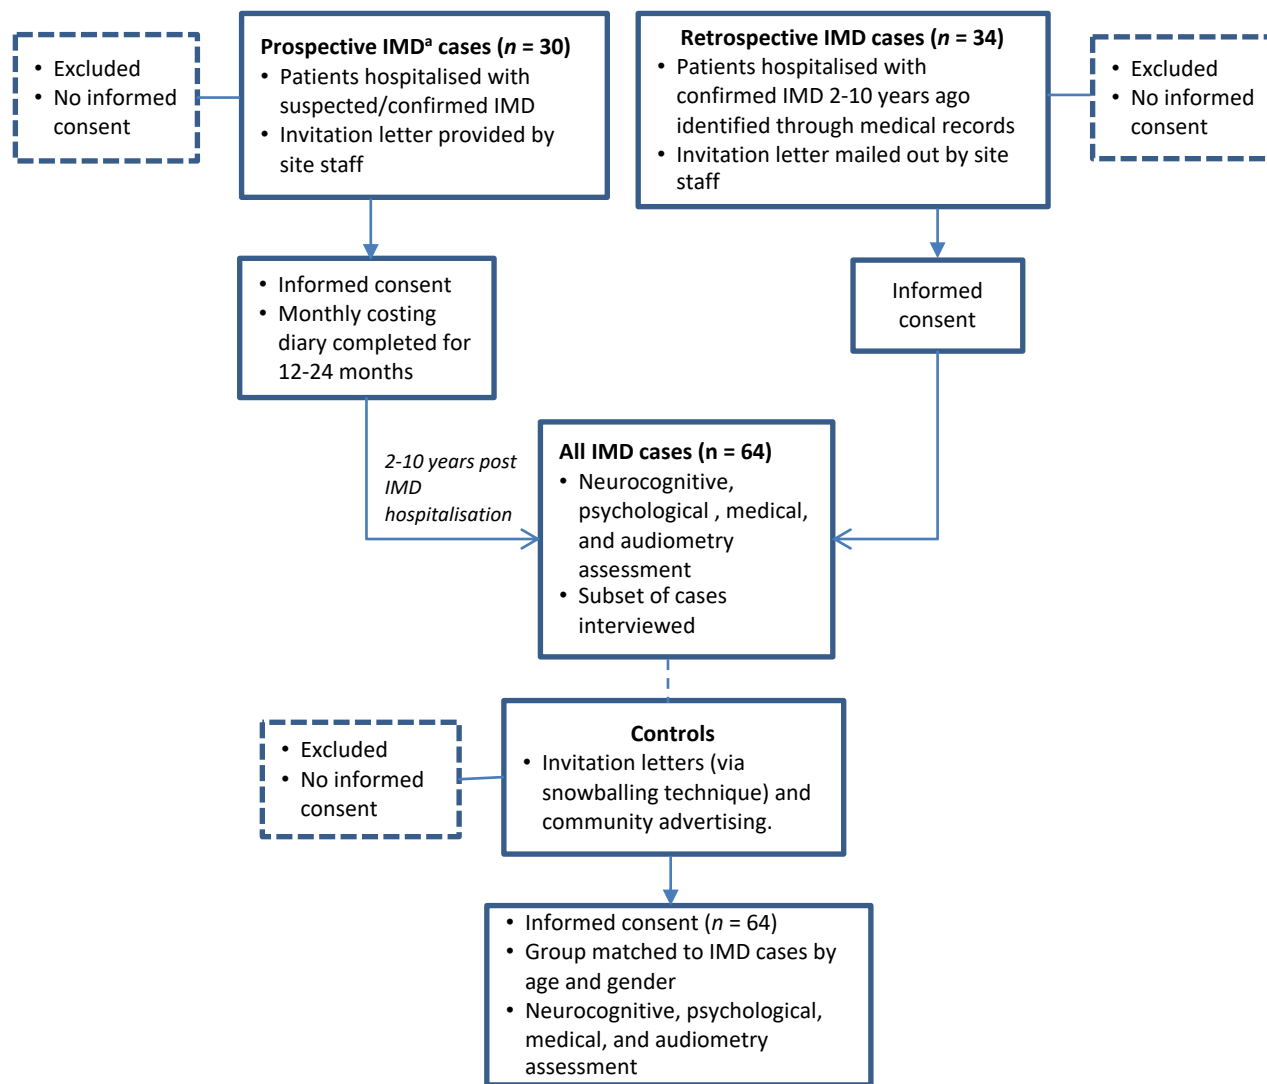 Prospective IMDa cases (n = 30)
• Patients hospitalised with
suspected/confirmed IMD
• Invitation letter provided by
site staff
Retrospective IMD cases (n = 34)
• Patients hospitalised with
confirmed IMD 2-10 years ago
identified through medical records
• Invitation letter mailed out by site
staff
• Excluded
• No informed
consent
• Excluded
• No informed
consent
• Informed consent
• Monthly costing
diary completed for
12-24 months
Informed
consent
2-10 years post
IMD
hospitalisation
All IMD cases (n = 64)
• Neurocognitive,
psychological , medical,
and audiometry
assessment
• Subset of cases
interviewed
• Excluded
• No informed
consent
Controls
• Invitation letters (via
snowballing technique) and
community advertising.
• Informed consent (n = 64)
• Group matched to IMD cases by
age and gender
• Neurocognitive, psychological,
medical, and audiometry
assessment